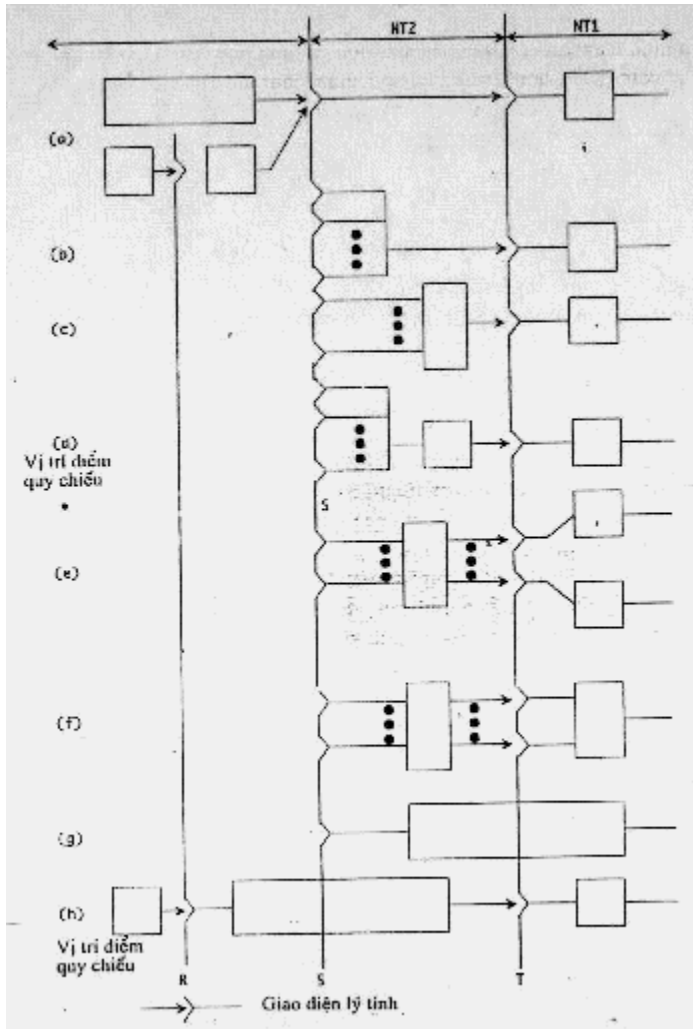 NT2 NT1
(a)
(b)
(c)
(d)
Vị trí điểm
quy chiếu
S
(e)
(f)
(g)
(h)
Vị trí điểm
quy chiếu
R S T
Giao diện lý tính